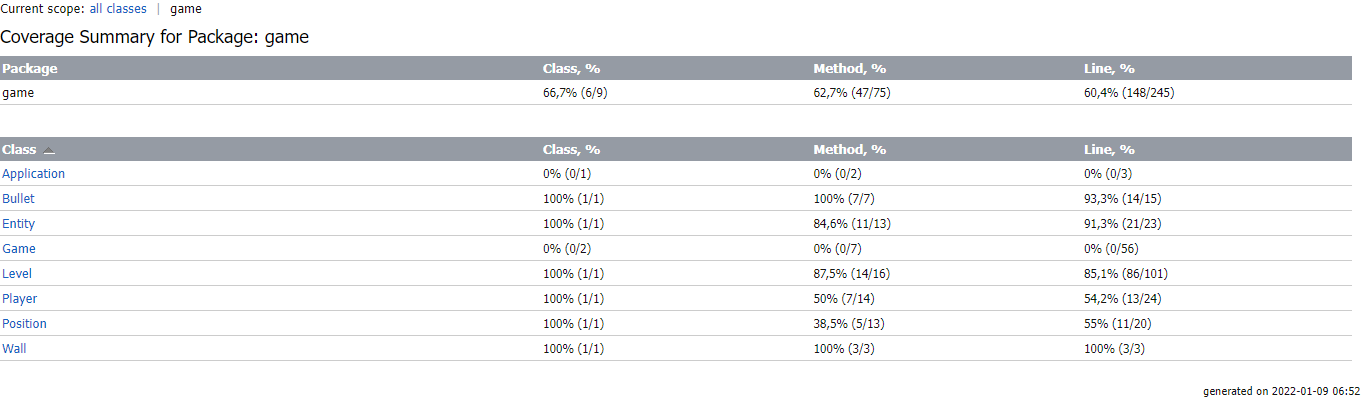 Current scope: all classes | game
Coverage Summary for Package: game
Package Class, % Method, % Line, %
game 66,7% (6/9) 62,7% (47/75) 60,4% (148/245)
Class Class, % Method, % Line, %
Application 0% (0/1) 0% (0/2) 0% (0/3)
Bullet 100% (1/1) 100% (7/7) 93,3% (14/15)
Entity 100% (1/1) 84,6% (11/13) 91,3% (21/23)
Game 0% (0/2) 0% (0/7) 0% (0/56)
Level 100% (1/1) 87,5% (14/16) 85,1% (86/101)
Player 100% (1/1) 50% (7/14) 54,2% (13/24)
Position 100% (1/1) 38,5% (5/13) 55% (11/20)
Wall 100% (1/1) 100% (3/3) 100% (3/3)
generated on 2022-01-09 06:52